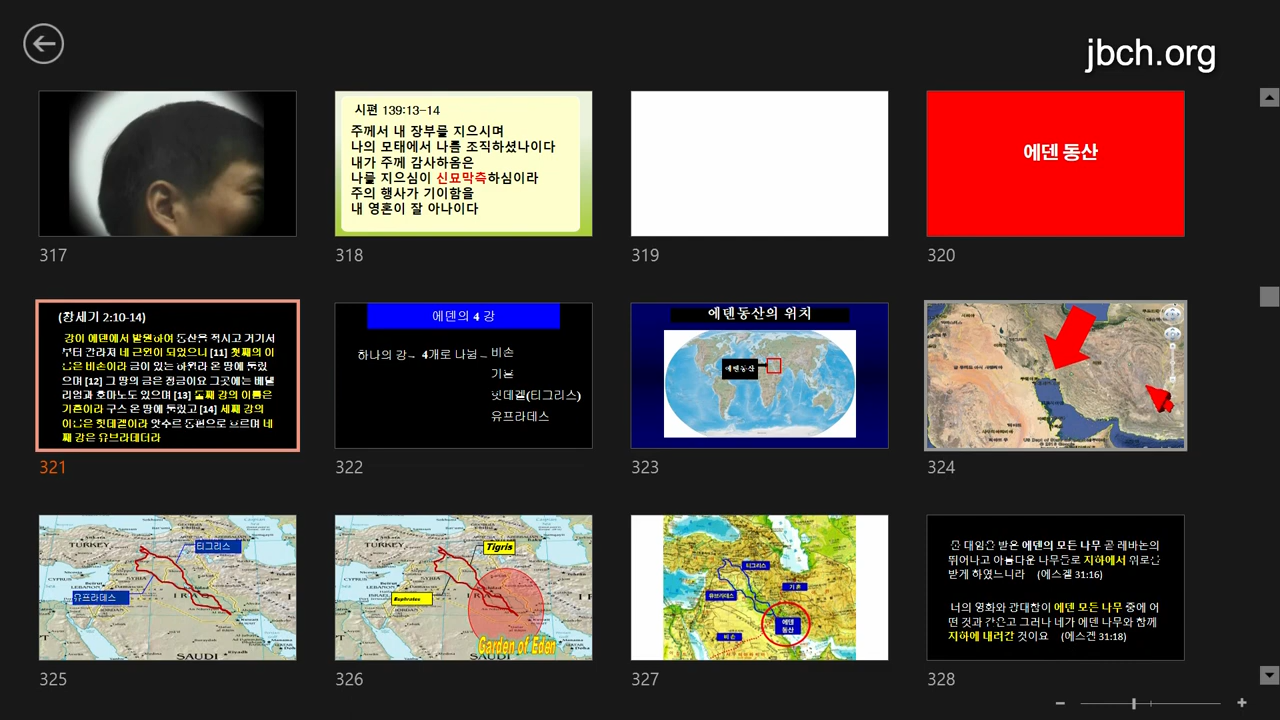 jbch.org
317
시편 139:13-14
주께서 내 장부를 지으시며
나의 모태에서 나를 조직하셨나이다
내가 주께 감사하옴은
나를 지으심이 신묘막측하심이라
주의 행사가 기이함을
내 영혼이 잘 아나이다
318
319
에덴 동산
320
(창세기 2:10-14)
강이 에덴에서 발원하여 동산을 적시고 거기서
부터 갈라져 네 근원이 되었으니 [11] 첫째의 이
름은 비손이라 금이 있는 하윌라 온 땅에 둘렸
으며 [12] 그 땅의 금은 정금이요 그곳에는 베델
리엄과 호마노도 있으며 [13] 둘째 강의 이름은
기혼이라 구스 온 땅에 둘렸고 [14] 세째 강의
이름은 힛데겔이라 앗수르 동편으로 흐르며 네
째 강은 유브라데더라
321
에덴의 4 강
하나의 강→ 4개로 나뉨→ 비손
기혼
힛데겔(티그리스)
유프라데스
322
에덴동산의 위치
에덴동산
323
324
TURKEY
티그리스
CYPRUS
SYRIA
유프라데스
SAUDI
325
TURKEY
Tigris
CYPRUS
SYRIA
Euphrates
Garden of Eden
SAUDI
326
티그리스
유브라데스
기 혼
에덴
동산
비 손
327
물 대임을 받은 에덴의 모든 나무 곧 레바논의
뛰어나고 아름다운 나무들로 지하에서 위로를
받게 하였느니라 (에스겔 31:16)
너의 영화와 광대함이 에덴 모든 나무 중에 어
떤 것과 같은고 그러나 네가 에덴 나무와 함께
지하에 내려간 것이요 (에스겔 31:18)
328